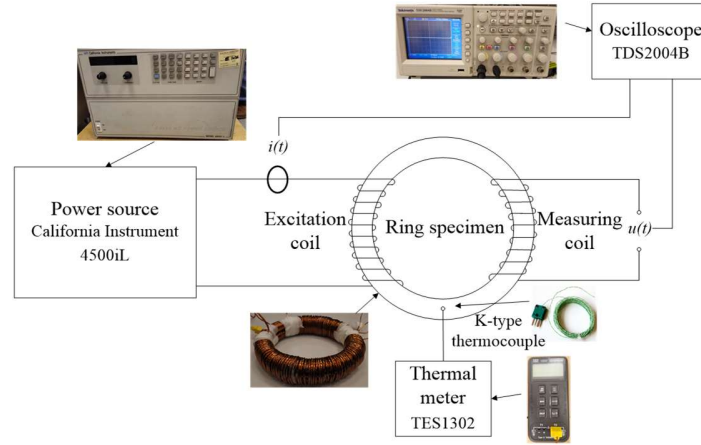 Oscilloscope
TDS2004B
i(t)
Power source
California Instrument
4500iL
Excitation
coil
Ring specimen
Measuring
coil
u(t)
K-type
thermocouple
Thermal
meter
TES1302